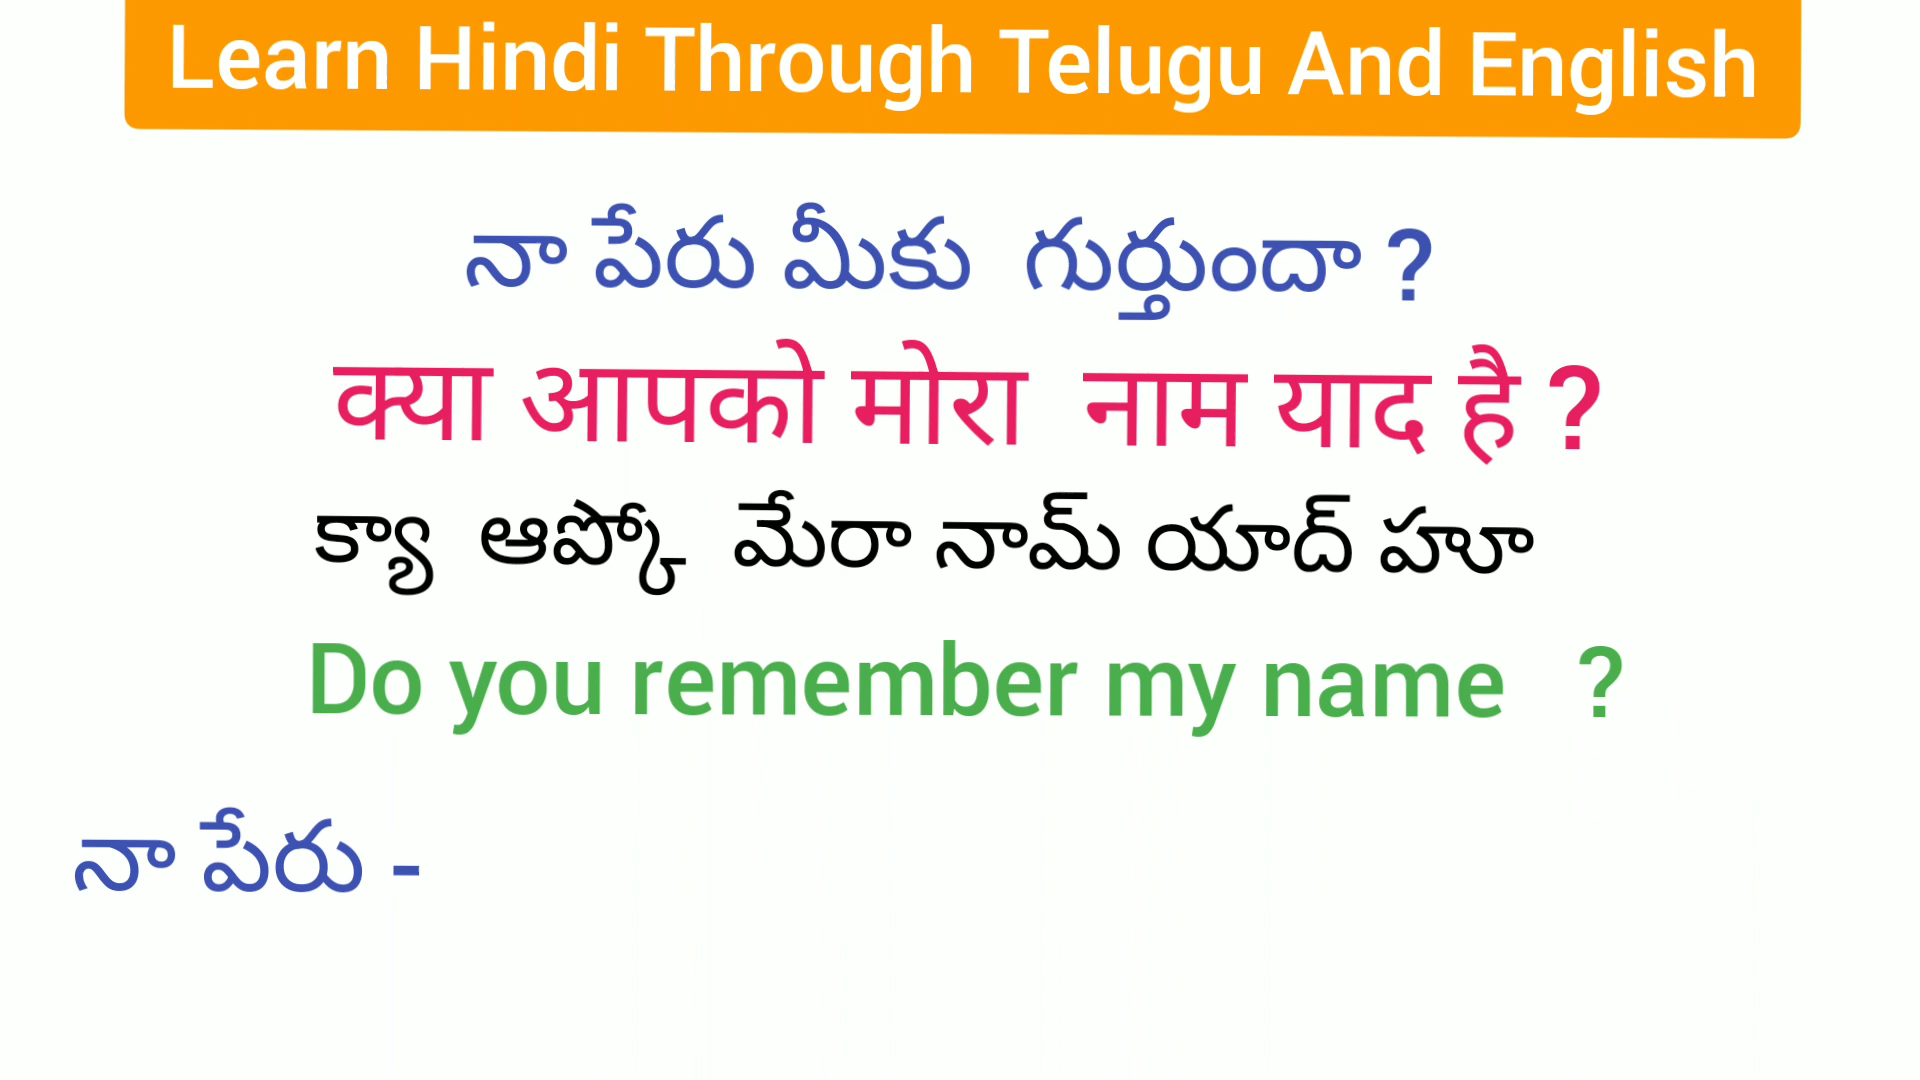 Learn Hindi Through Telugu And English
నా పేరు మీకు గుర్తుందా ?
क्या आपको मोरा नाम याद है ?
క్యా ఆప్కో మేరా నామ్ యాద్ హూ
Do you remember my name ?
నా పేరు -